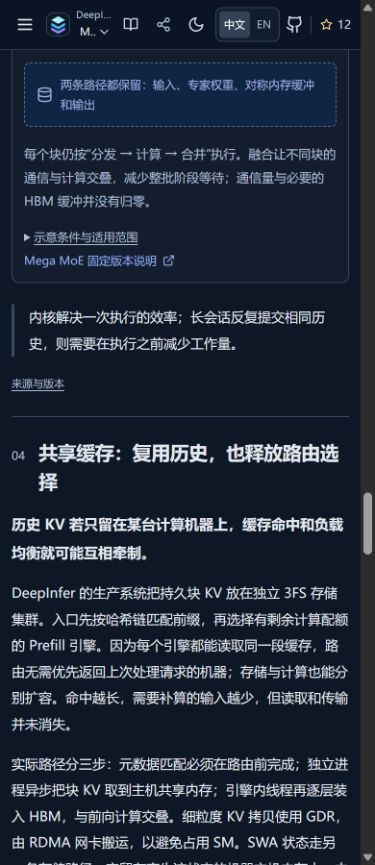 DeepI...
M...
中文
EN
12
两条路径都保留：输入、专家权重、对称内存缓冲
和输出
每个块仍按“分发 → 计算 → 合并”执行。融合让不同块的
通信与计算交叠，减少整批阶段等待；通信量与必要的
HBM 缓冲并没有归零。
示意条件与适用范围
Mega MoE 固定版本说明
内核解决一次执行的效率；长会话反复提交相同历
史，则需要在执行之前减少工作量。
来源与版本
04 共享缓存：复用历史，也释放路由选
择
历史 KV 若只留在某台计算机器上，缓存命中和负载
均衡就可能互相牵制。
DeepInfer 的生产系统把持久块 KV 放在独立 3FS 存储
集群。入口先按哈希链匹配前缀，再选择有剩余计算配额
的 Prefill 引擎。因为每个引擎都能读取同一段缓存，路
由无需优先返回上次处理请求的机器；存储与计算也能分
别扩容。命中越长，需要补算的输入越少，但读取和传输
并未消失。
实际路径分三步：元数据匹配必须在路由前完成；独立进
程异步把块 KV 取到主机共享内存；引擎内线程再逐层装
入 HBM，与前向计算交叠。细粒度 KV 拷贝使用 GDR，
由 RDMA 网卡搬运，以避免占用 SM。SWA 状态走另